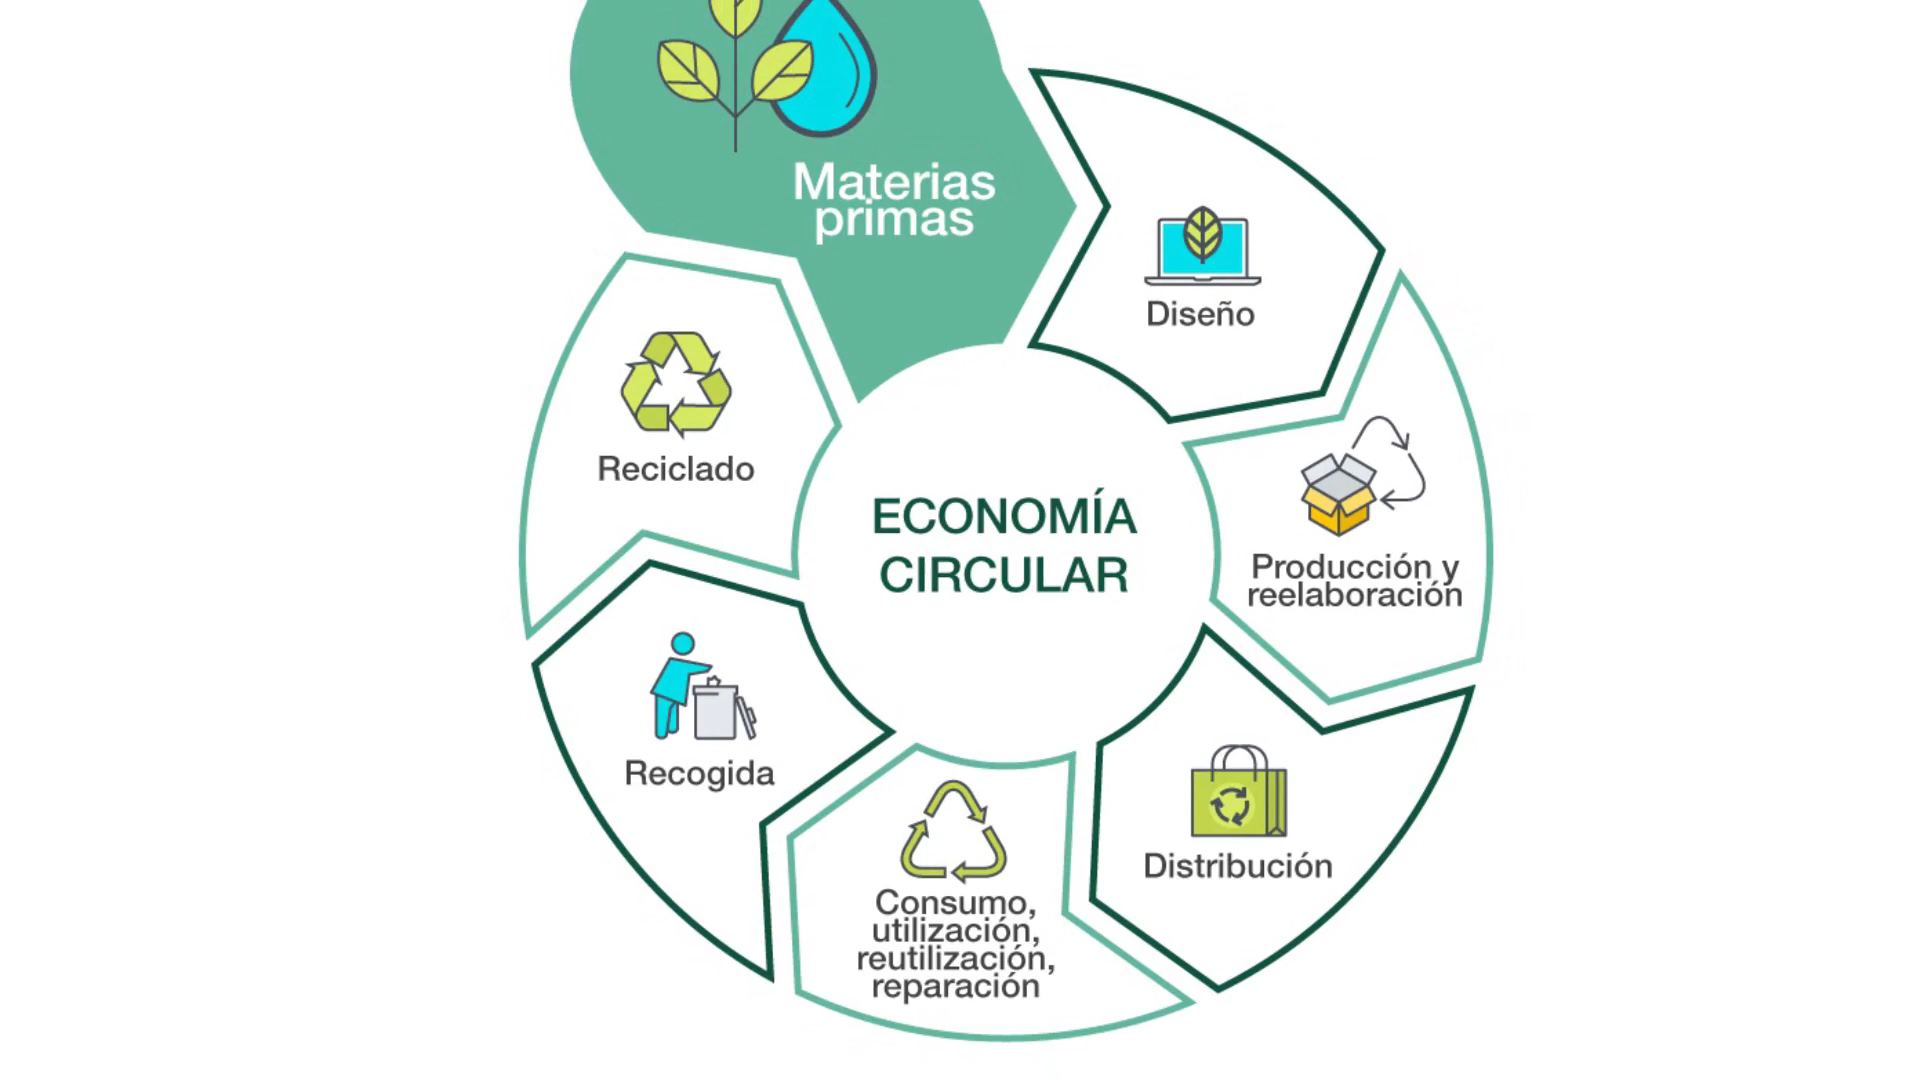 Materias
primas
Diseño
Producción y
reelaboración
Distribución
Consumo,
utilización,
reutilización,
reparación
Recogida
Reciclado
ECONOMÍA
CIRCULAR